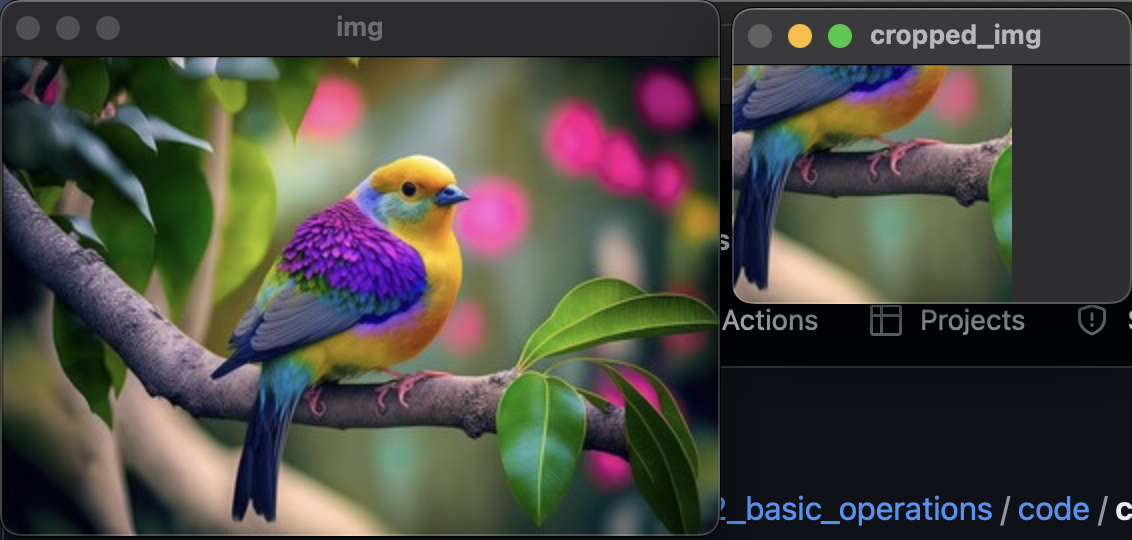 img
cropped_img
Actions
Projects
2_basic_operations / code /